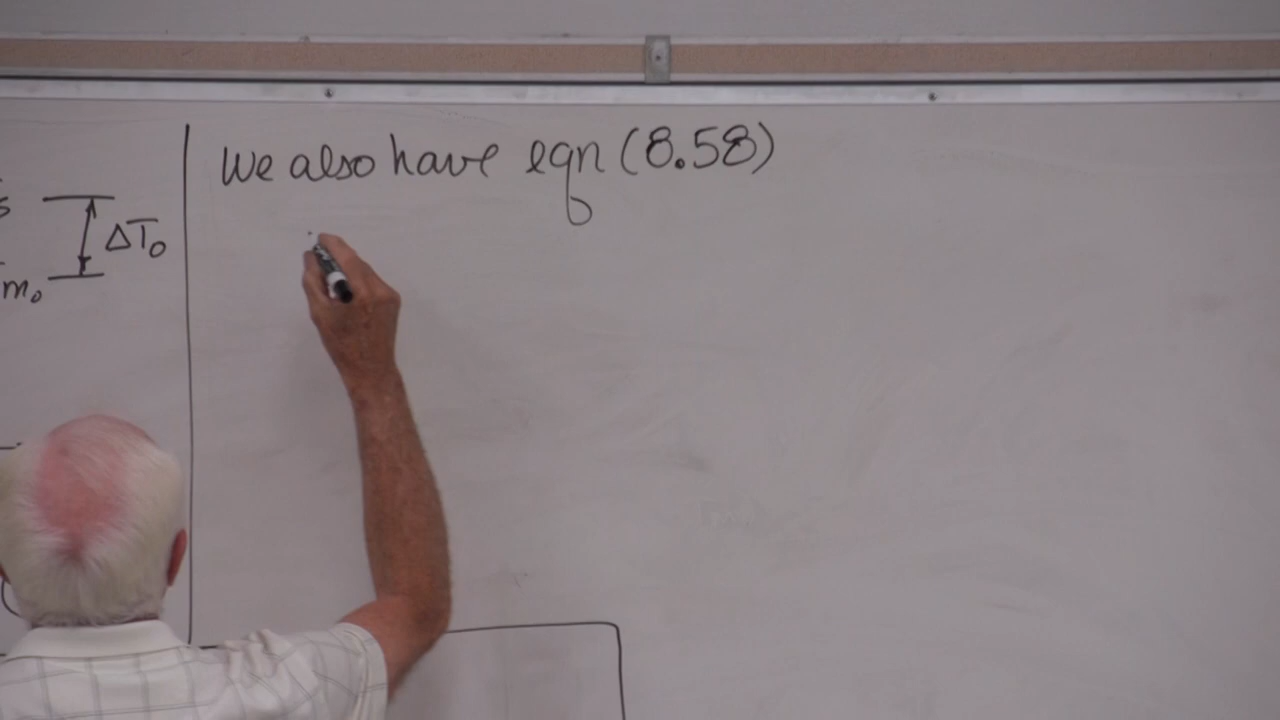 ΔT₀
m₀
We also have eqn (8.58)